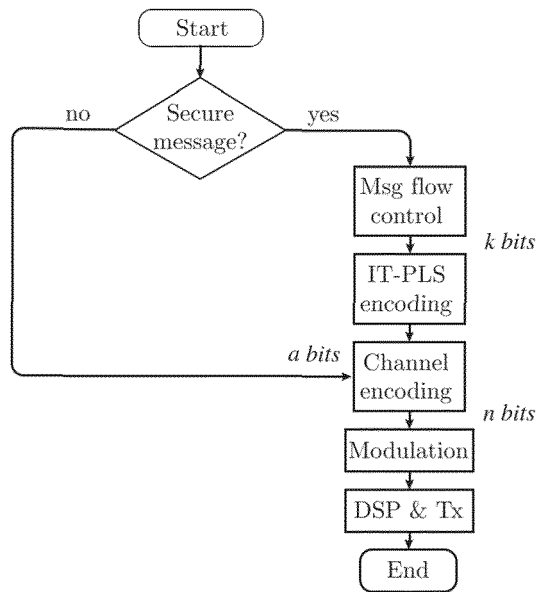 Start
no
Secure
message?
yes
Msg flow
control
k bits
IT-PLS
encoding
a bits
Channel
encoding
n bits
Modulation
DSP & Tx
End